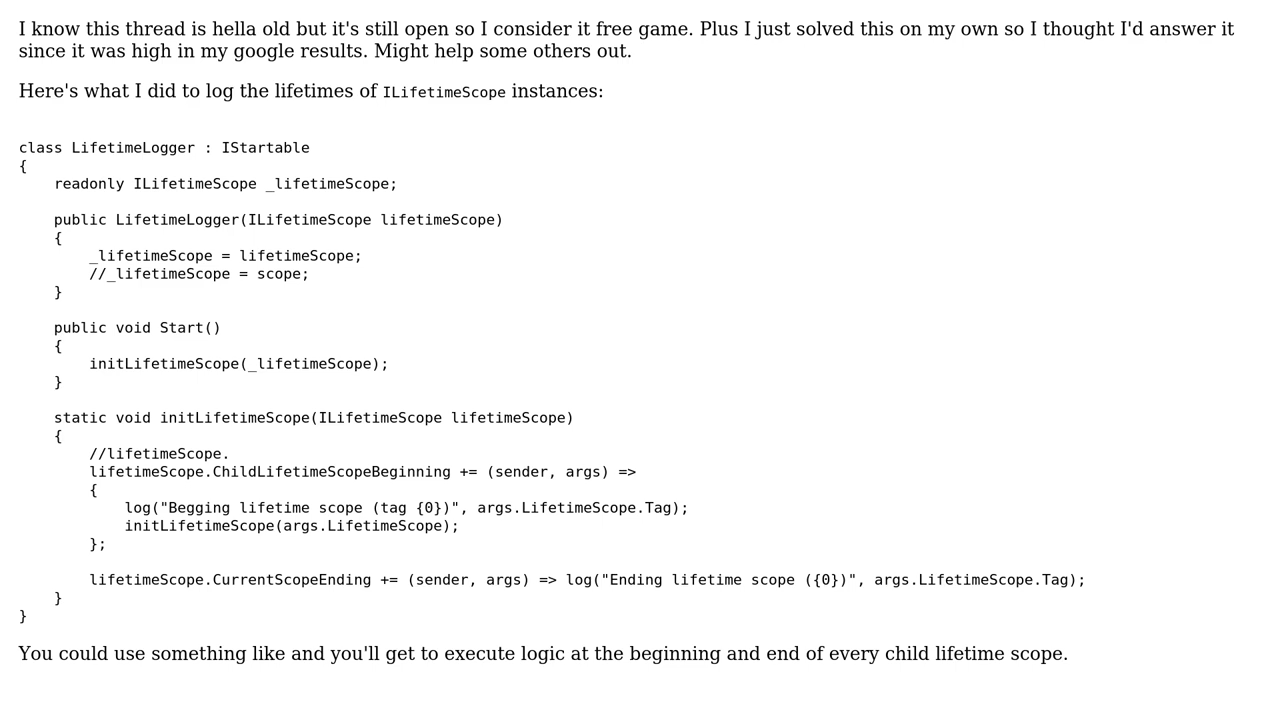 I know this thread is hella old but it's still open so I consider it free game. Plus I just solved this on my own so I thought I'd answer it
since it was high in my google results. Might help some others out.
Here's what I did to log the lifetimes of ILifetimeScope instances:
class LifetimeLogger : IStartable
{
    readonly ILifetimeScope _lifetimeScope;
    public LifetimeLogger(ILifetimeScope lifetimeScope)
    {
        _lifetimeScope = lifetimeScope;
        //_lifetimeScope = scope;
    }
    public void Start()
    {
        initLifetimeScope(_lifetimeScope);
    }
    static void initLifetimeScope(ILifetimeScope lifetimeScope)
    {
        //lifetimeScope.
        lifetimeScope.ChildLifetimeScopeBeginning += (sender, args) =>
        {
            log("Begging lifetime scope (tag {0})", args.LifetimeScope.Tag);
            initLifetimeScope(args.LifetimeScope);
        };
        lifetimeScope.CurrentScopeEnding += (sender, args) => log("Ending lifetime scope ({0})", args.LifetimeScope.Tag);
    }
}
You could use something like and you'll get to execute logic at the beginning and end of every child lifetime scope.